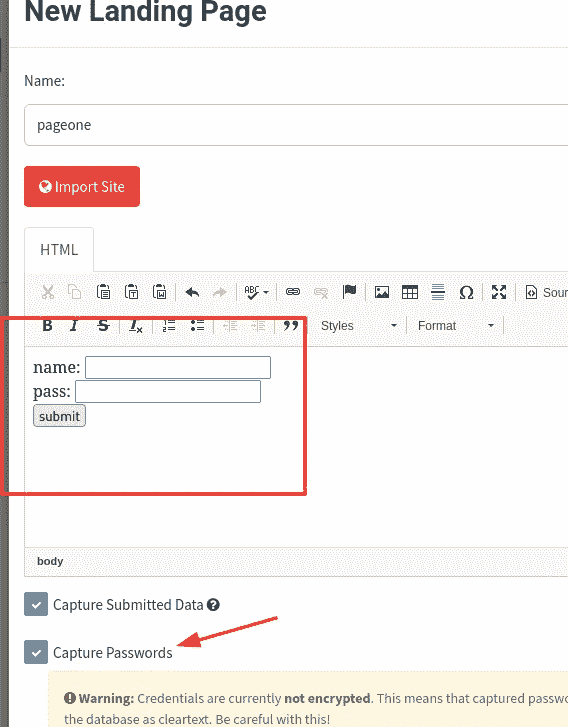 New Landing Page
Name:
pageone
Import Site
HTML
ABC
Sour
B I S Ix
Styles Format
name:
pass:
submit
body
Capture Submitted Data
Capture Passwords
Warning: Credentials are currently not encrypted. This means that captured passwo
the database as cleartext. Be careful with this!